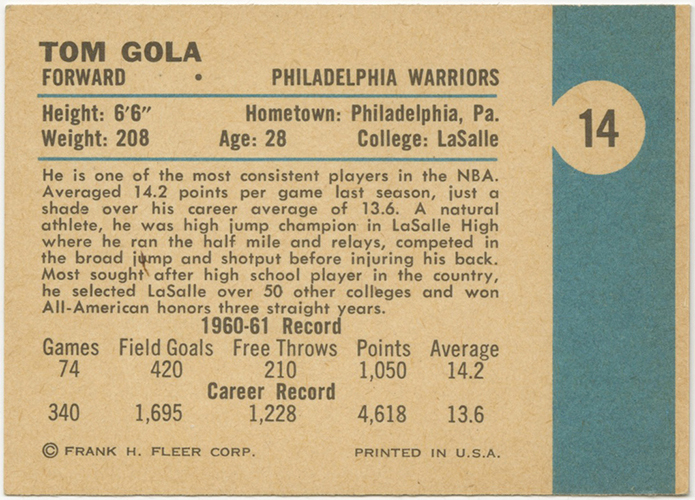 TOM GOLA
FORWARD • PHILADELPHIA WARRIORS
14
Height: 6'6" Hometown: Philadelphia, Pa.
Weight: 208 Age: 28 College: LaSalle
He is one of the most consistent players in the NBA.
Averaged 14.2 points per game last season, just a
shade over his career average of 13.6. A natural
athlete, he was high jump champion in LaSalle High
where he ran the half mile and relays, competed in
the broad jump and shotput before injuring his back.
Most sought after high school player in the country,
he selected LaSalle over 50 other colleges and won
All-American honors three straight years.
1960-61 Record
Games Field Goals Free Throws Points Average
74 420 210 1,050 14.2
Career Record
340 1,695 1,228 4,618 13.6
© FRANK H. FLEER CORP. PRINTED IN U.S.A.